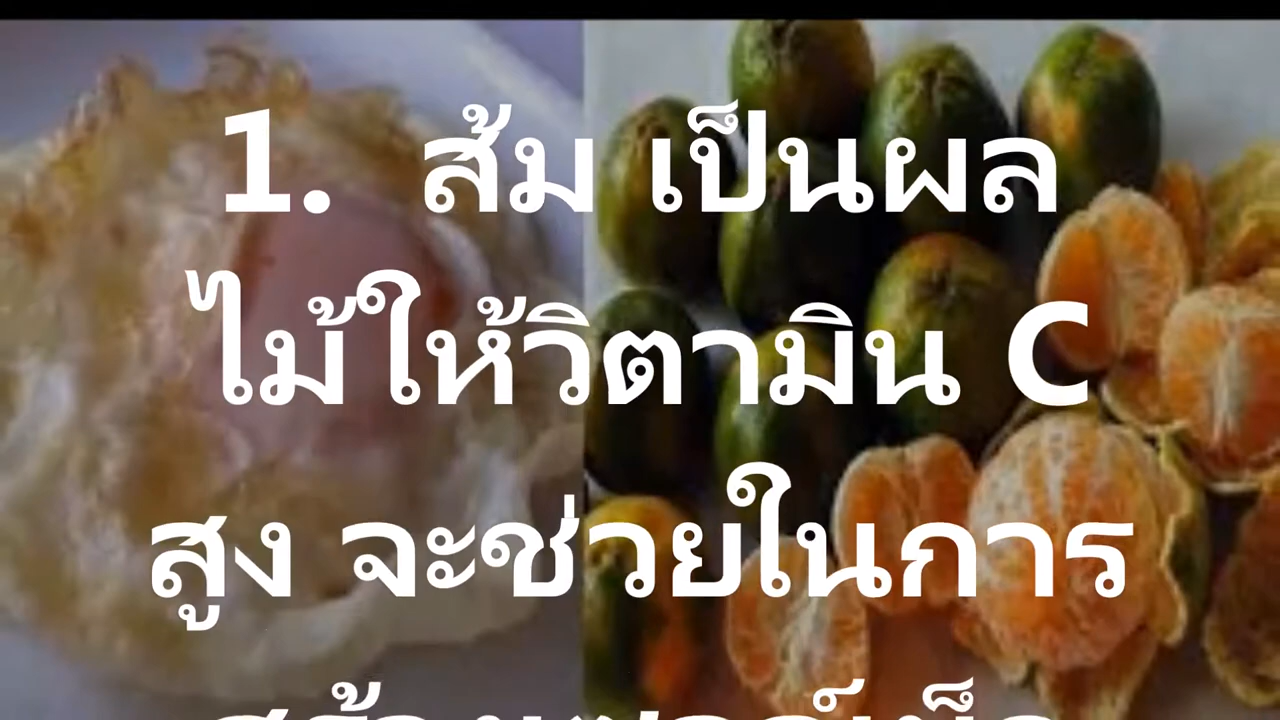 1. ส้ม เป็นผล
ไม้ให้วิตามิน C
สูง จะช่วยในการ